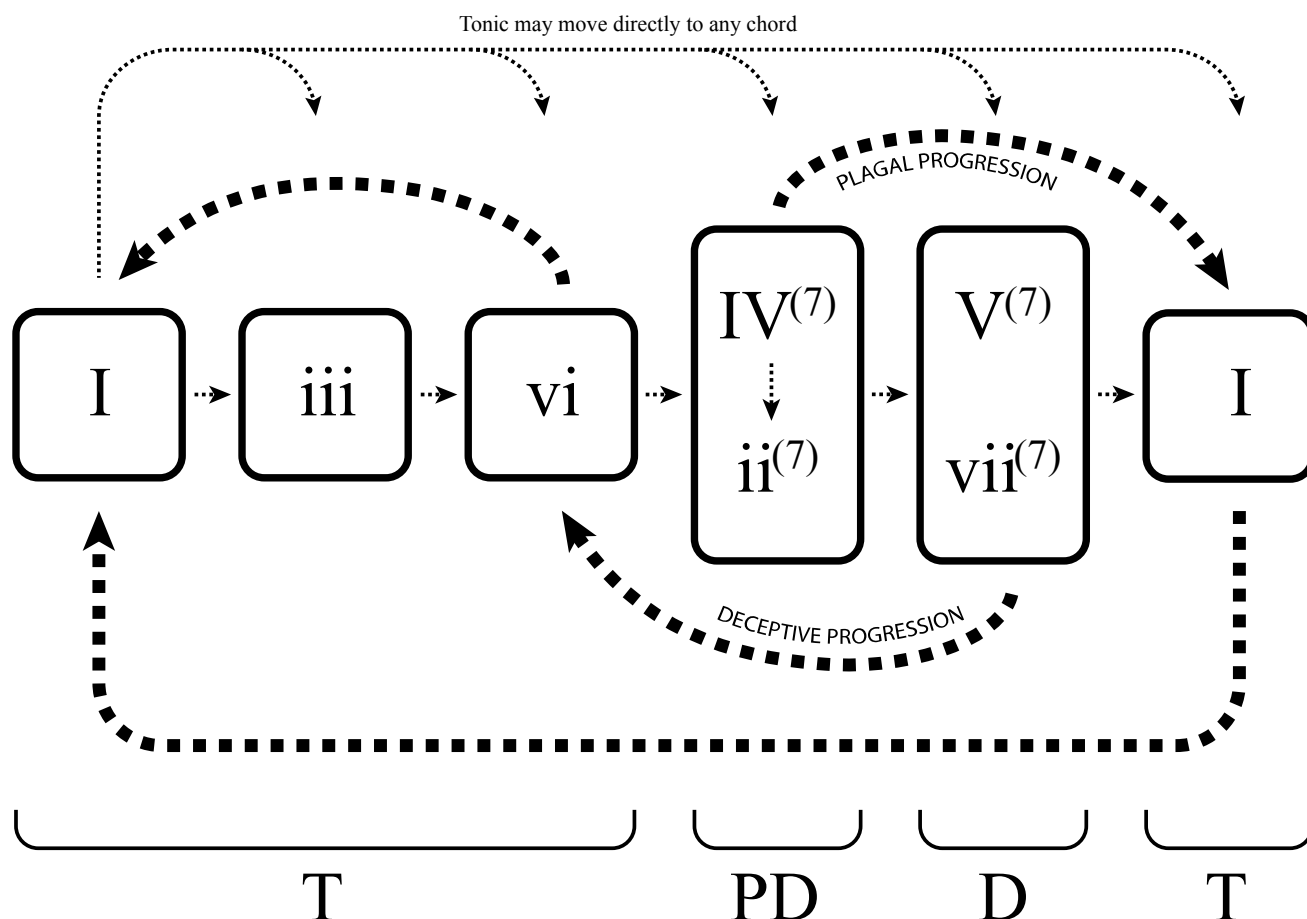 Tonic may move directly to any chord
PLAGAL PROGRESSION
I
iii
vi
IV(7)
ii(7)
V(7)
vii(7)
I
DECEPTIVE PROGRESSION
T
PD
D
T